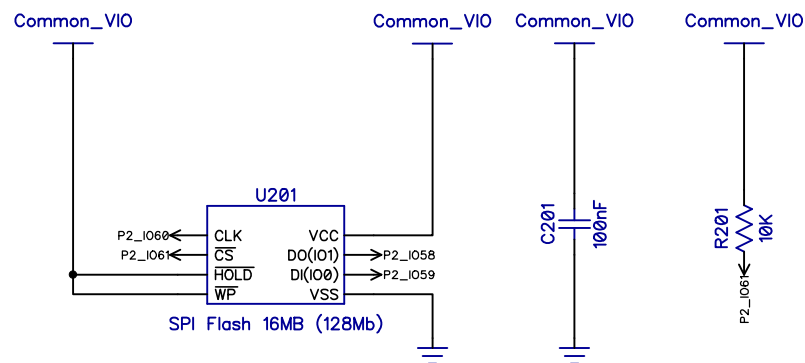 Common_VIO
Common_VIO
Common_VIO
Common_VIO
U201
P2_IO60
CLK
VCC
P2_IO61
CS
DO(IO1)
P2_IO58
HOLD
DI(IO0)
P2_IO59
WP
VSS
SPI Flash 16MB (128Mb)
C201
100nF
R201
10K
P2_IO61